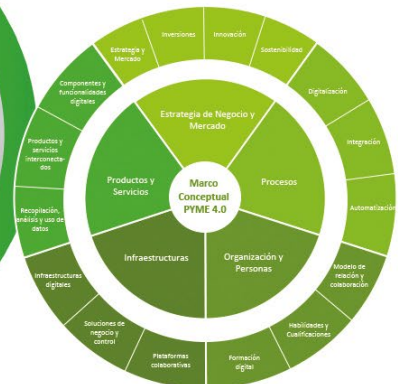 Estrategia y
Mercado
Inversiones
Innovación
Sostenibilidad
Digitalización
Integración
Automatización
Modelo de
relación y
colaboración
Habilidades y
Cualificaciones
Formación
digital
Plataformas
colaborativas
Soluciones de
negocio y
control
Infraestructuras
digitales
Recopilación,
análisis y uso de
datos
Productos y
servicios
interconecta-
dos
Componentes y
funcionalidades
digitales
Estrategia de Negocio y
Mercado
Procesos
Organización y
Personas
Infraestructuras
Productos y
Servicios
Marco
Conceptual
PYME 4.0